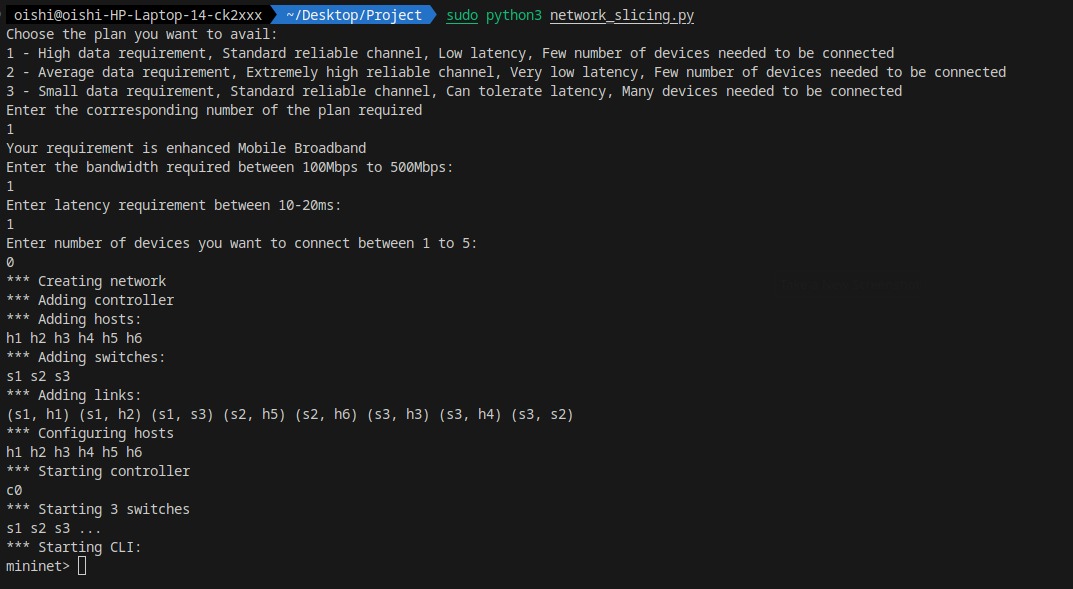 oishi@oishi-HP-Laptop-14-ck2xxx ~/Desktop/Project sudo python3 network_slicing.py
Choose the plan you want to avail:
1 - High data requirement, Standard reliable channel, Low latency, Few number of devices needed to be connected
2 - Average data requirement, Extremely high reliable channel, Very low latency, Few number of devices needed to be connected
3 - Small data requirement, Standard reliable channel, Can tolerate latency, Many devices needed to be connected
Enter the corrresponding number of the plan required
1
Your requirement is enhanced Mobile Broadband
Enter the bandwidth required between 100Mbps to 500Mbps:
1
Enter latency requirement between 10-20ms:
1
Enter number of devices you want to connect between 1 to 5:
0
*** Creating network
*** Adding controller
*** Adding hosts:
h1 h2 h3 h4 h5 h6
*** Adding switches:
s1 s2 s3
*** Adding links:
(s1, h1) (s1, h2) (s1, s3) (s2, h5) (s2, h6) (s3, h3) (s3, h4) (s3, s2)
*** Configuring hosts
h1 h2 h3 h4 h5 h6
*** Starting controller
c0
*** Starting 3 switches
s1 s2 s3 ...
*** Starting CLI:
mininet>